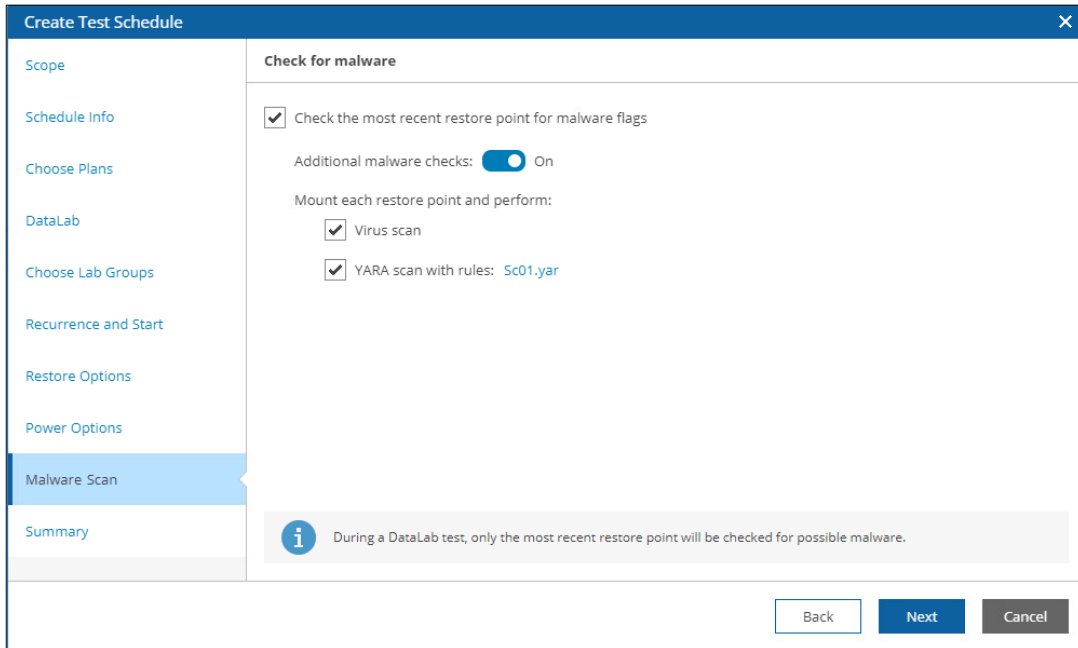 Create Test Schedule
Scope
Schedule Info
Choose Plans
DataLab
Choose Lab Groups
Recurrence and Start
Restore Options
Power Options
Malware Scan
Summary
Check for malware
Check the most recent restore point for malware flags
Additional malware checks: On
Mount each restore point and perform:
Virus scan
YARA scan with rules: Sc01.yar
During a DataLab test, only the most recent restore point will be checked for possible malware.
Back Next Cancel